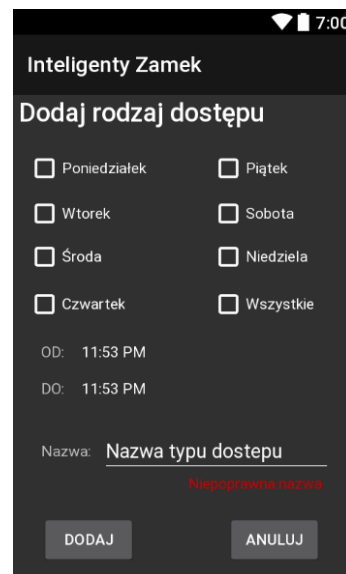 7:00
Inteligenty Zamek
Dodaj rodzaj dostępu
Poniedziałek Piątek
Wtorek Sobota
Środa Niedziela
Czwartek Wszystkie
OD: 11:53 PM
DO: 11:53 PM
Nazwa: Nazwa typu dostepu
Niepoprawna nazwa
DODAJ ANULUJ